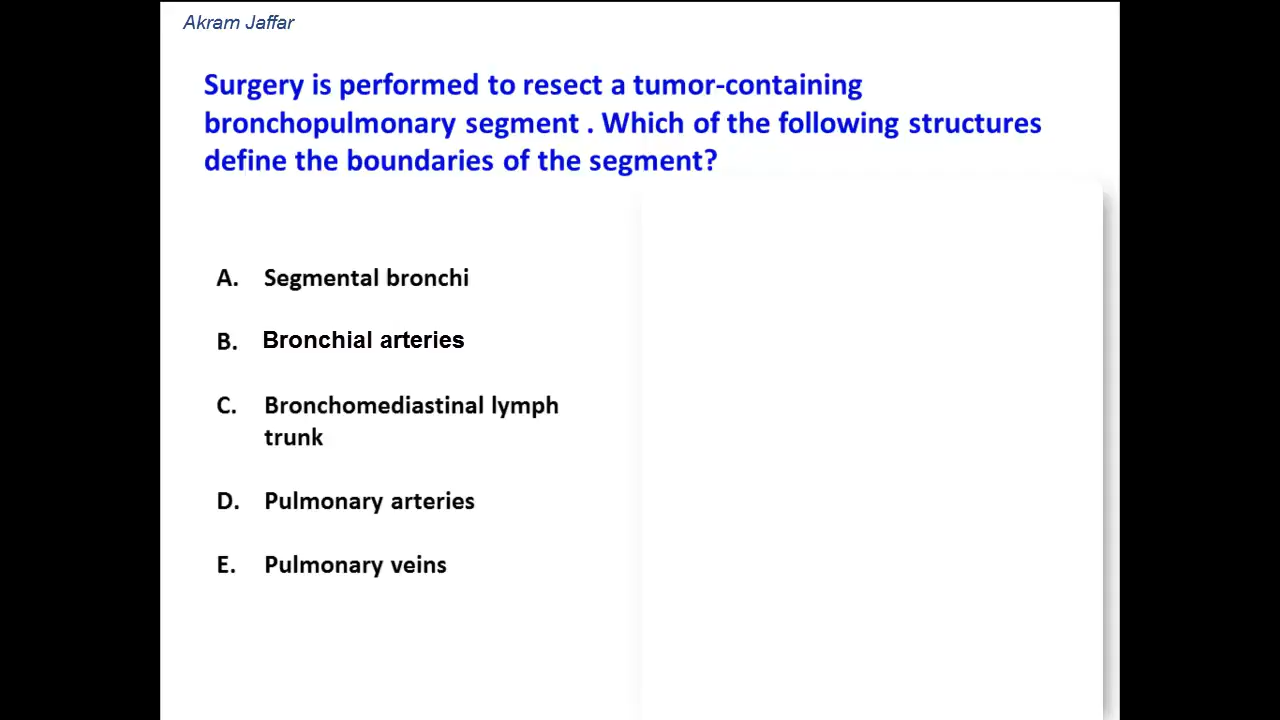 Akram Jaffar
Surgery is performed to resect a tumor-containing
bronchopulmonary segment . Which of the following structures
define the boundaries of the segment?
A. Segmental bronchi
B. Bronchial arteries
C. Bronchomediastinal lymph
trunk
D. Pulmonary arteries
E. Pulmonary veins